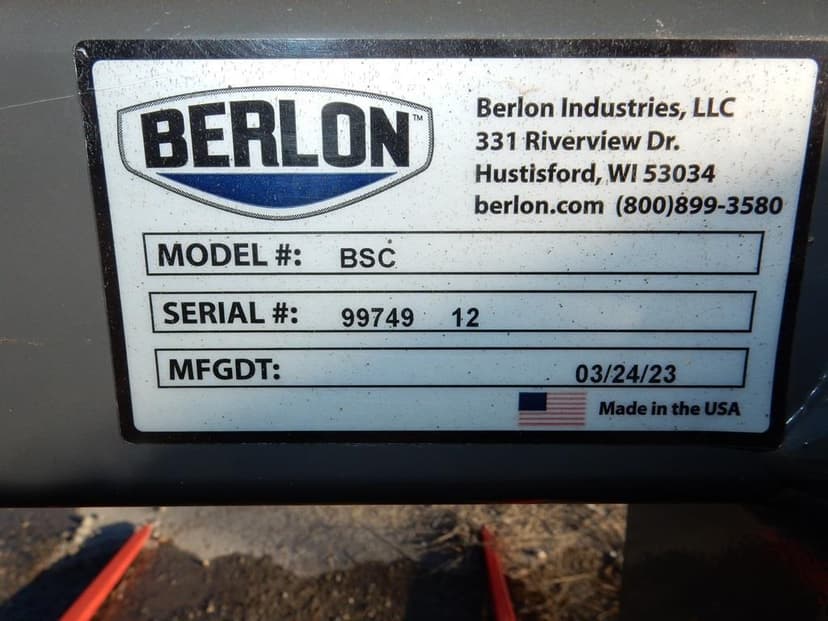 BERLON™
Berlon Industries, LLC
331 Riverview Dr.
Hustisford, WI 53034
berlon.com (800)899-3580
MODEL #: BSC
SERIAL #: 99749 12
MFGDT: 03/24/23
Made in the USA